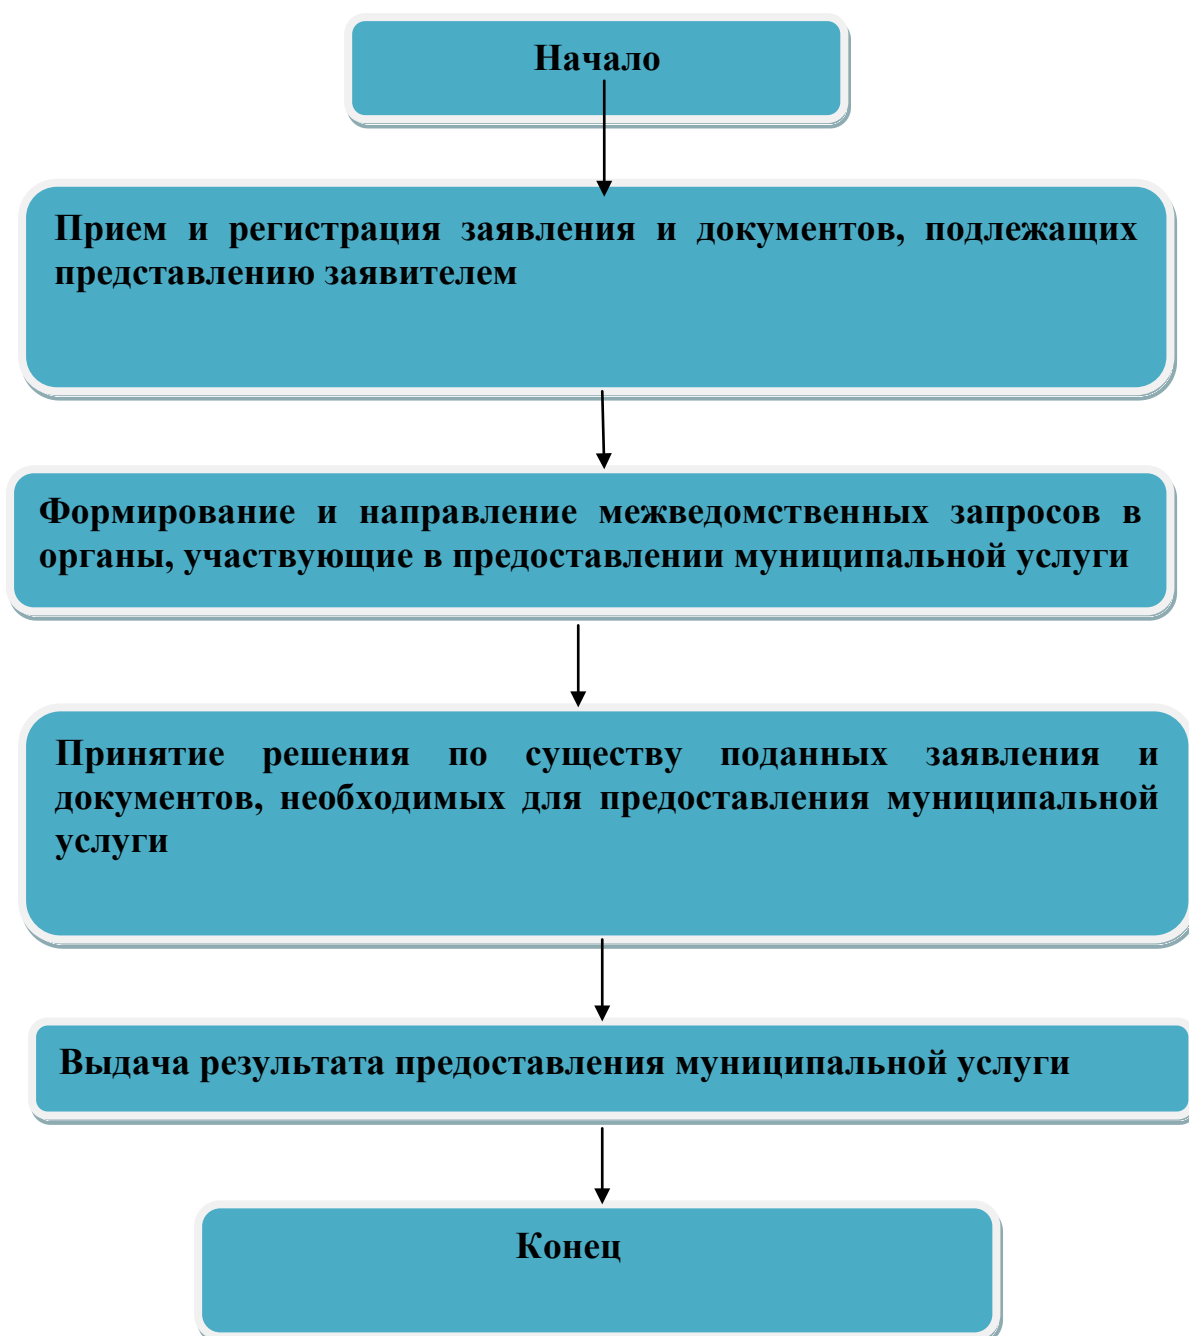 Начало
Прием и регистрация заявления и документов, подлежащих
представлению заявителем
Формирование и направление межведомственных запросов в
органы, участвующие в предоставлении муниципальной услуги
Принятие решения по существу поданных заявления и
документов, необходимых для предоставления муниципальной
услуги
Выдача результата предоставления муниципальной услуги
Конец